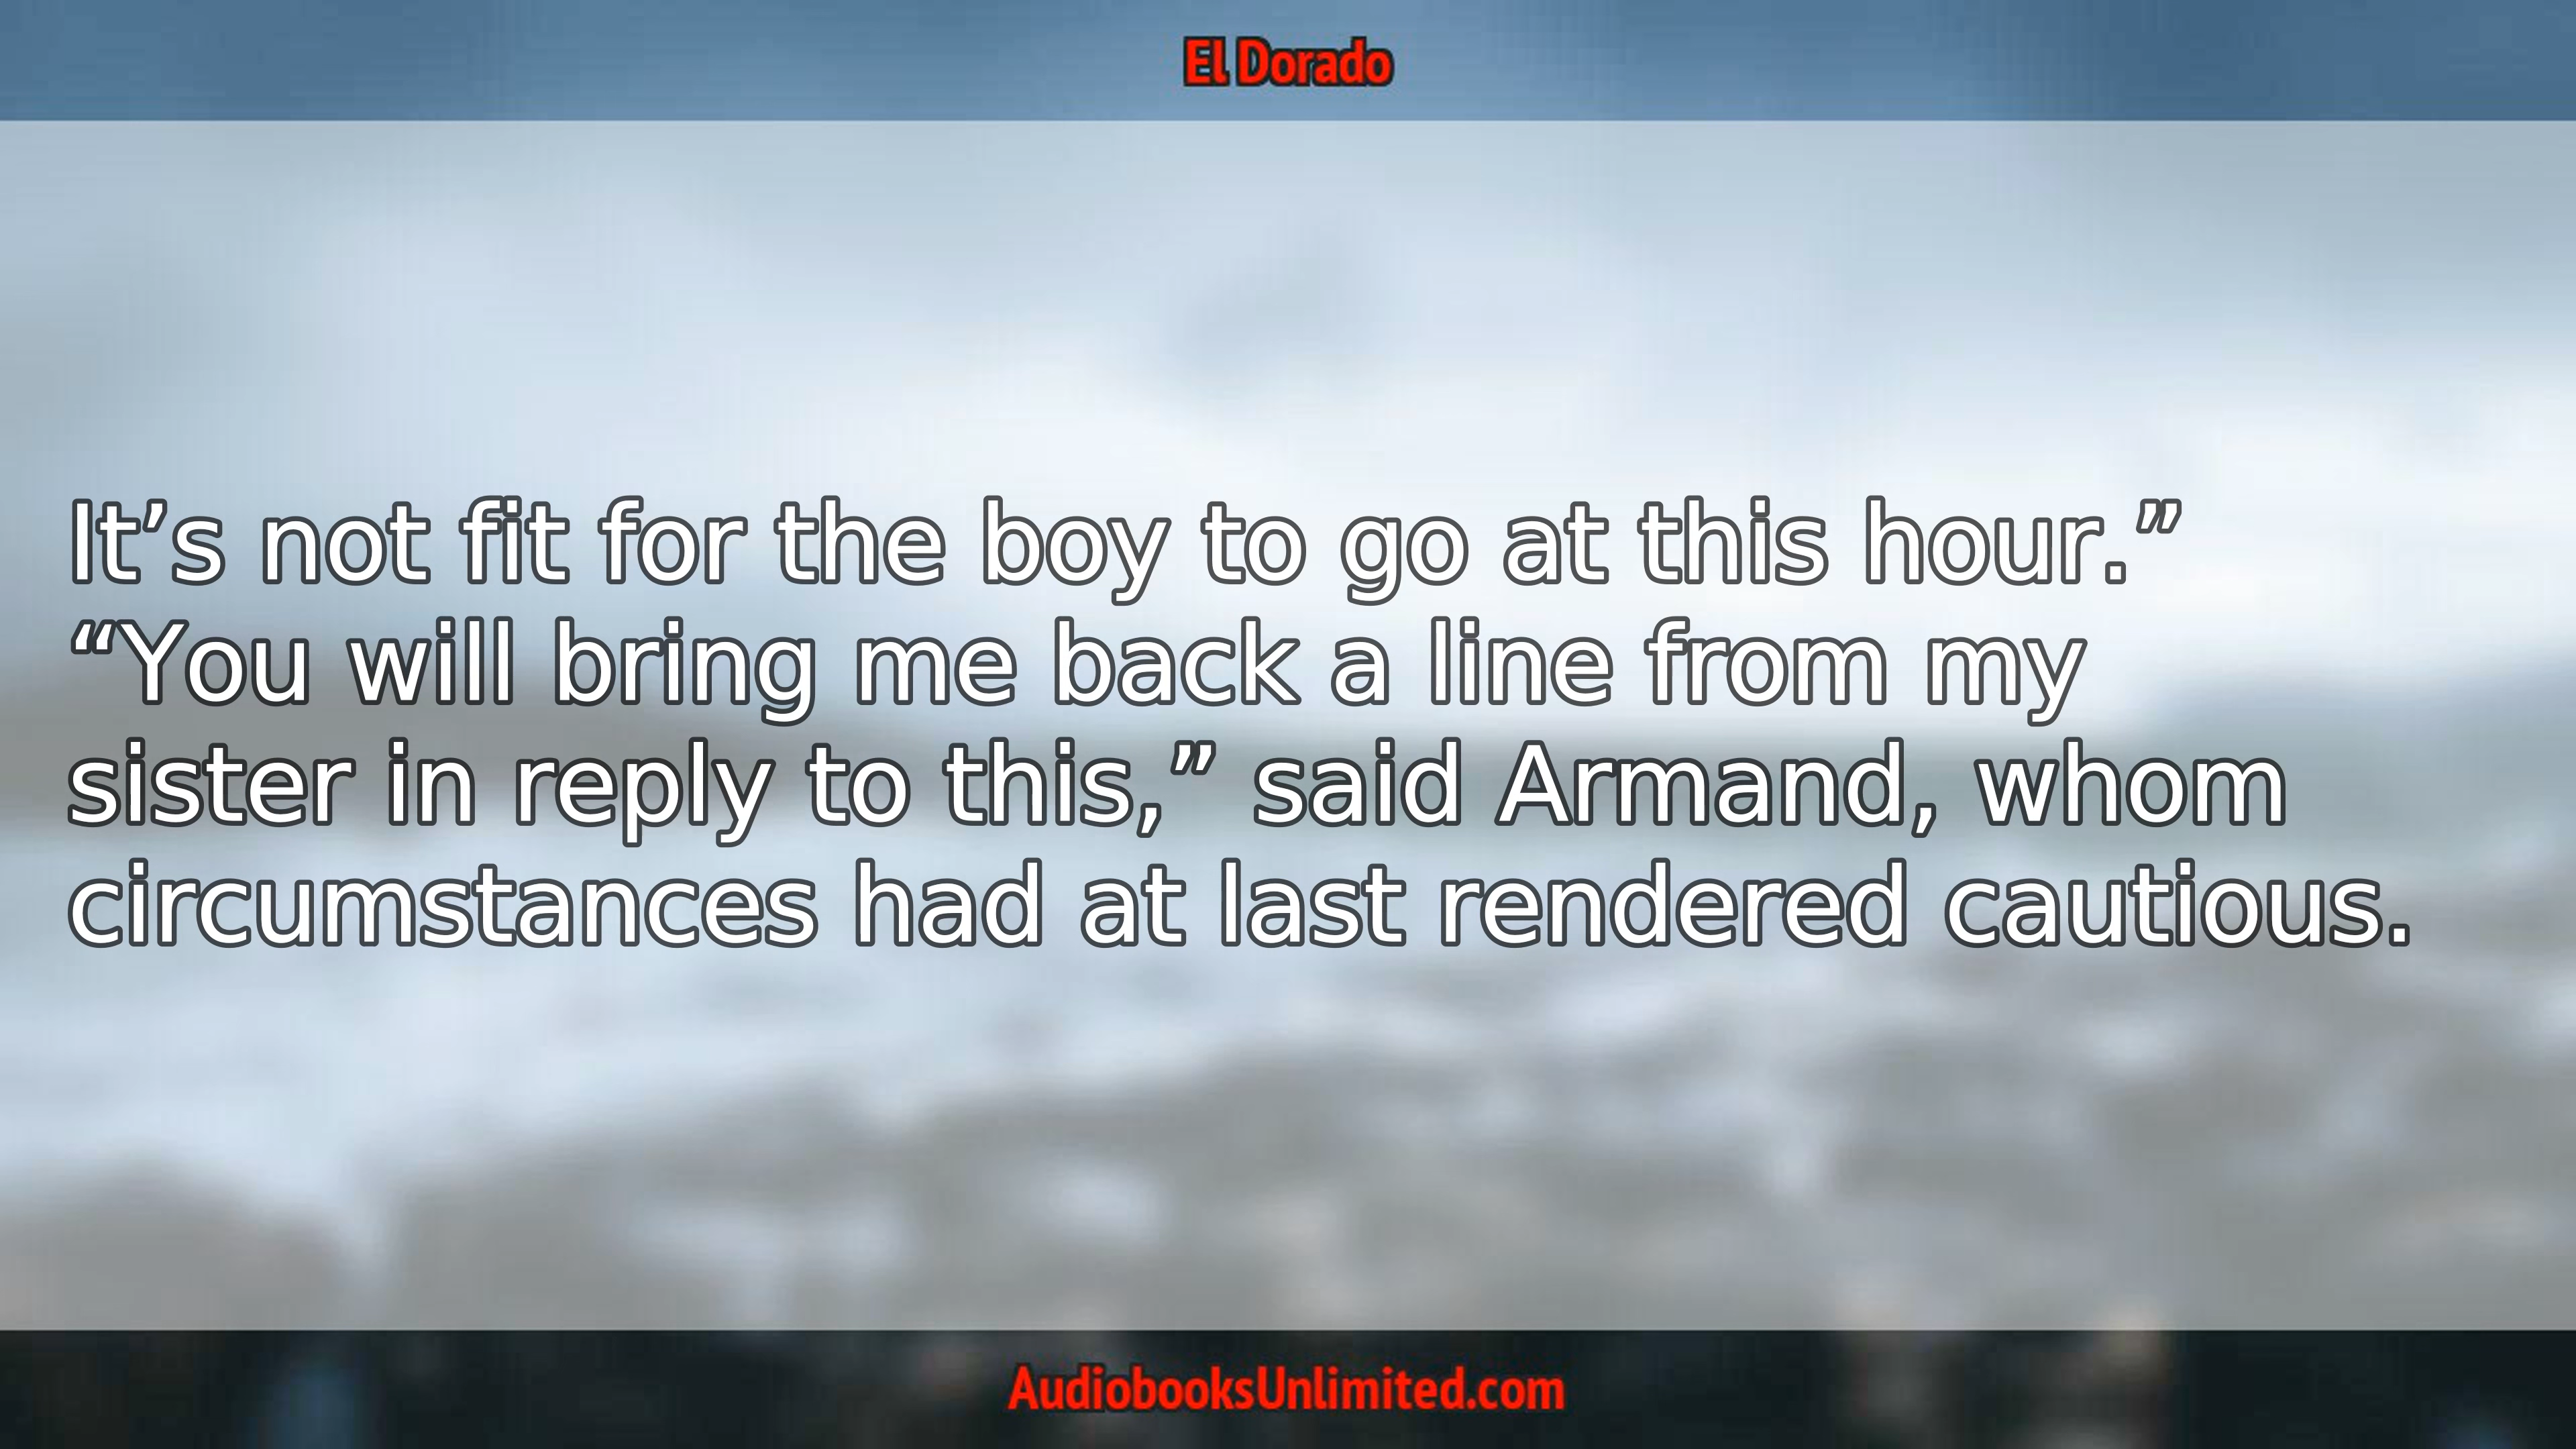 El Dorado
It’s not fit for the boy to go at this hour.”
“You will bring me back a line from my
sister in reply to this,” said Armand, whom
circumstances had at last rendered cautious.
AudiobooksUnlimited.com